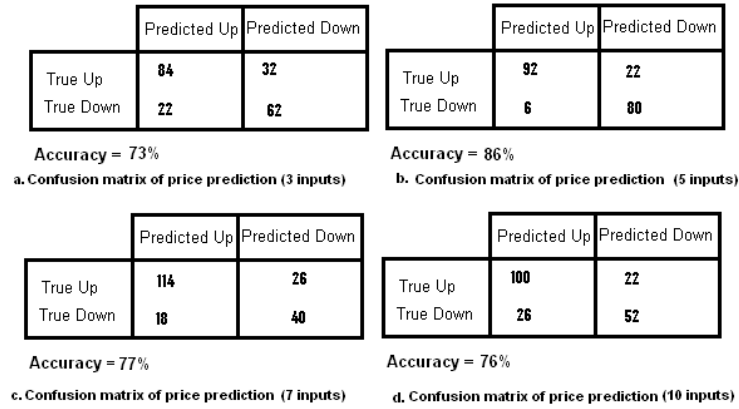 Predicted Up Predicted Down
True Up 84 32
True Down 22 62
Accuracy = 73%
a. Confusion matrix of price prediction (3 inputs)
Predicted Up Predicted Down
True Up 92 22
True Down 6 80
Accuracy = 86%
b. Confusion matrix of price prediction (5 inputs)
Predicted Up Predicted Down
True Up 114 26
True Down 18 40
Accuracy = 77%
c. Confusion matrix of price prediction (7 inputs)
Predicted Up Predicted Down
True Up 100 22
True Down 26 52
Accuracy = 76%
d. Confusion matrix of price prediction (10 inputs)